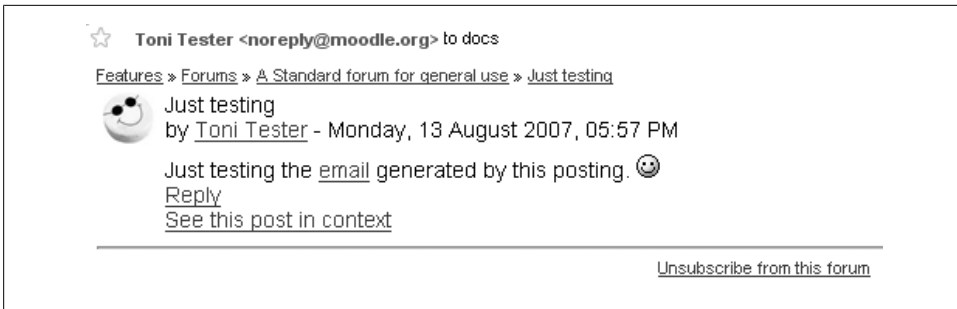 Toni Tester <noreply@moodle.org> to docs
Features » Forums » A Standard forum for general use » Just testing
Just testing
by Toni Tester - Monday, 13 August 2007, 05:57 PM
Just testing the email generated by this posting.
Reply
See this post in context
Unsubscribe from this forum